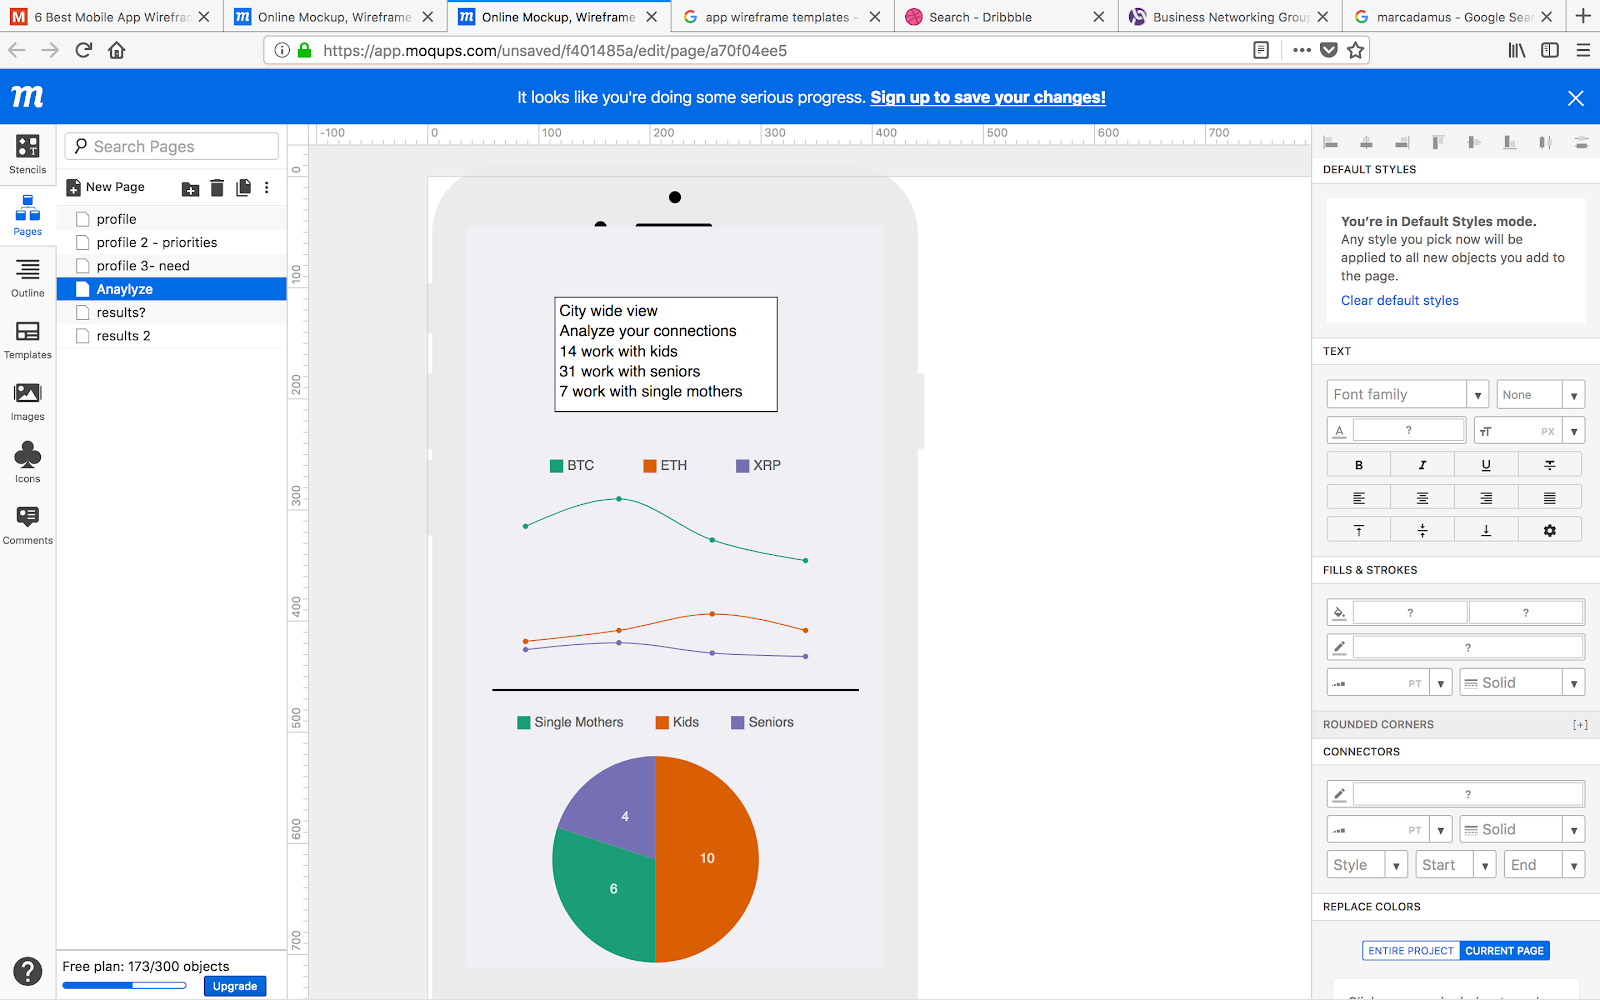 6 Best Mobile App Wirefran
Online Mockup, Wireframe
Online Mockup, Wireframe
app wireframe templates -
Search - Dribbble
Business Networking Grou
marcadamus - Google Sear
https://app.moqups.com/unsaved/f401485a/edit/page/a70f04ee5
m
It looks like you're doing some serious progress. Sign up to save your changes!
Stencils
Pages
Outline
Templates
Images
Icons
Comments
Search Pages
New Page
profile
profile 2 - priorities
profile 3- need
Anaylyze
results?
results 2
Free plan: 173/300 objects
Upgrade
-100 0 100 200 300 400 500 600 700
0
100
200
300
400
500
600
700
City wide view
Analyze your connections
14 work with kids
31 work with seniors
7 work with single mothers
BTC ETH XRP
Single Mothers Kids Seniors
4
10
6
DEFAULT STYLES
You're in Default Styles mode.
Any style you pick now will be
applied to all new objects you add to
the page.
Clear default styles
TEXT
Font family None
A ? TT PX
B I U T
FILLS & STROKES
? ?
?
PT Solid
ROUNDED CORNERS [+]
CONNECTORS
?
PT Solid
Style Start End
REPLACE COLORS
ENTIRE PROJECT CURRENT PAGE